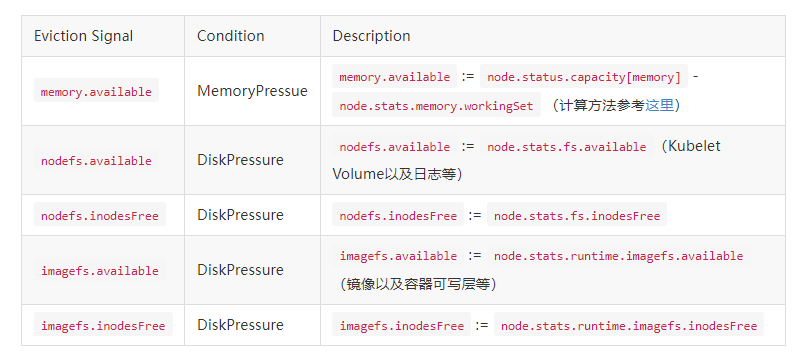 Eviction Signal Condition Description
memory.available MemoryPressue memory.available := node.status.capacity[memory] -
node.stats.memory.workingSet （计算方法参考这里）
nodefs.available DiskPressure nodefs.available := node.stats.fs.available （Kubelet
Volume以及日志等）
nodefs.inodesFree DiskPressure nodefs.inodesFree := node.stats.fs.inodesFree
imagefs.available DiskPressure imagefs.available := node.stats.runtime.imagefs.available
（镜像以及容器可写层等）
imagefs.inodesFree DiskPressure imagefs.inodesFree := node.stats.runtime.imagefs.inodesFree